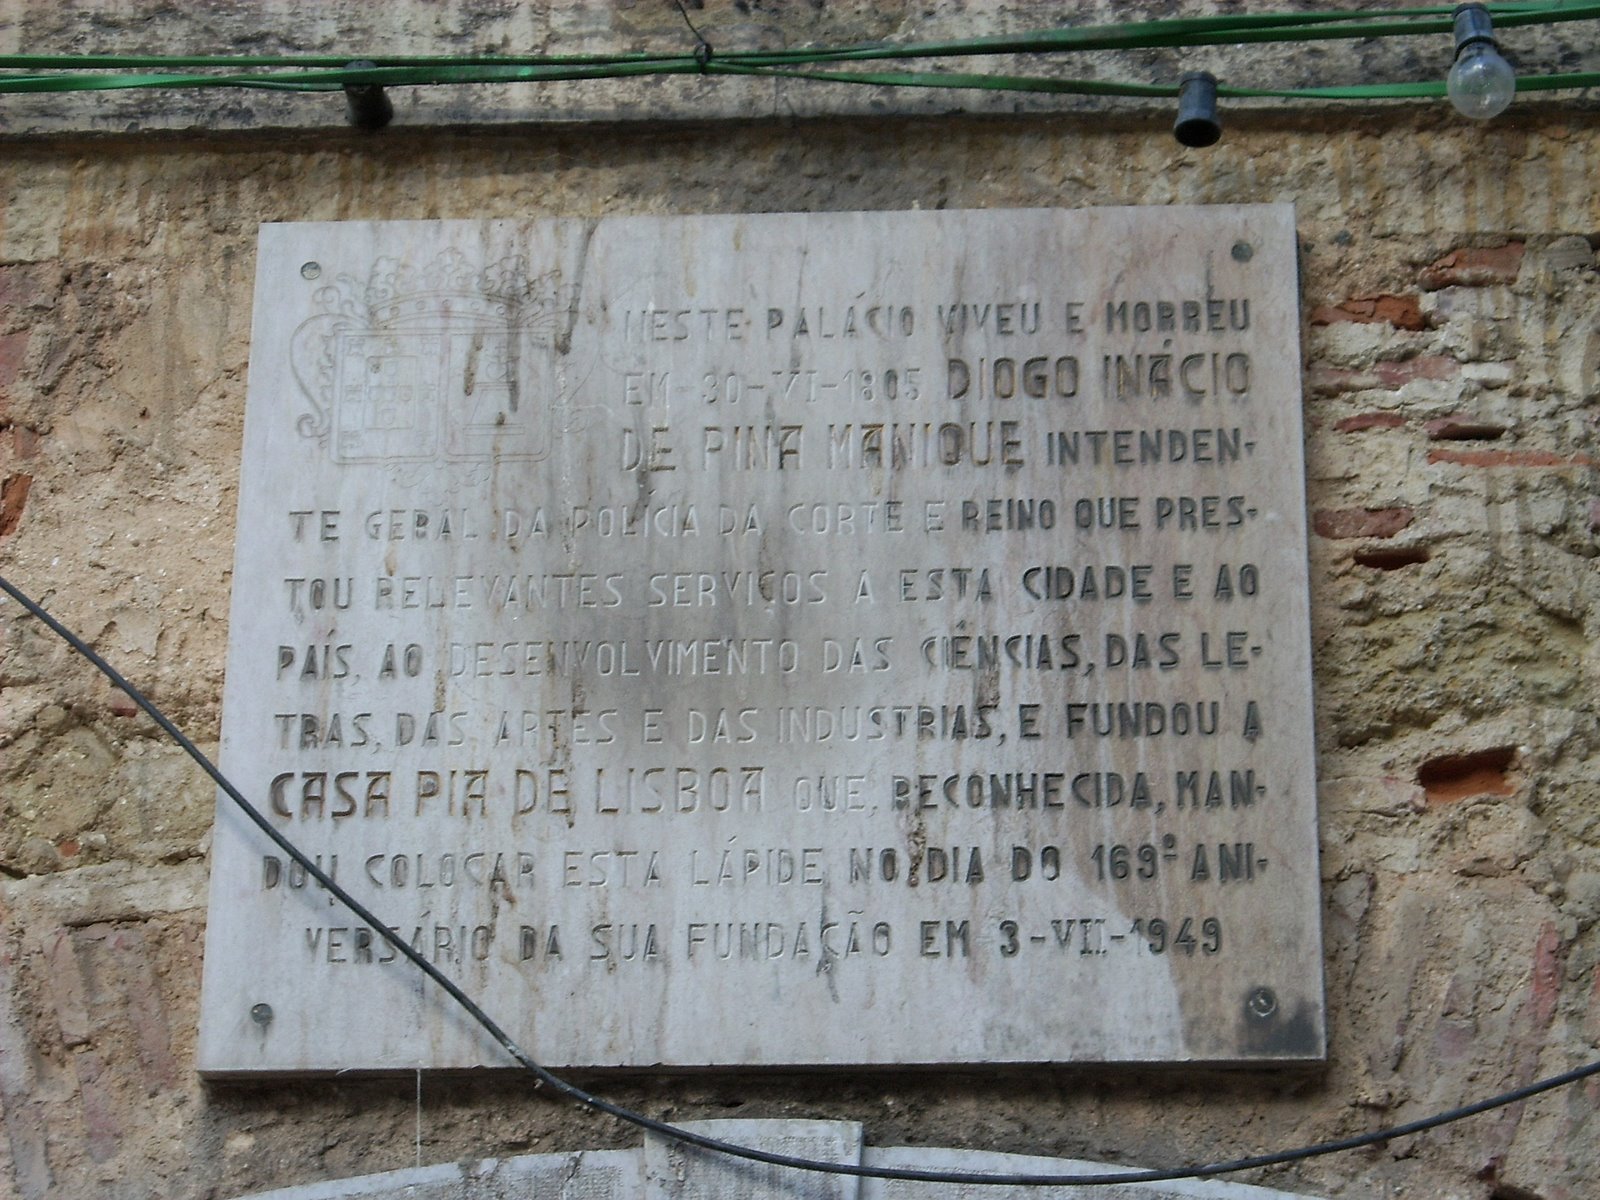 NESTE PALÁCIO VIVEU E MORREU
EM-30-VI-1805 DIOGO INÁCIO
DE PINA MANIQUE INTENDEN-
TE GERAL DA POLÍCIA DA CORTE E REINO QUE PRES-
TOU RELEVANTES SERVIÇOS A ESTA CIDADE E AO
PAÍS, AO DESENVOLVIMENTO DAS CIÊNCIAS, DAS LE-
TRAS, DAS ARTES E DAS INDUSTRIAS, E FUNDOU A
CASA PIA DE LISBOA QUE, RECONHECIDA, MAN-
DOU COLOCAR ESTA LÁPIDE NO DIA DO 169º ANI-
VERSÁRIO DA SUA FUNDAÇÃO EM 3-VII-1949